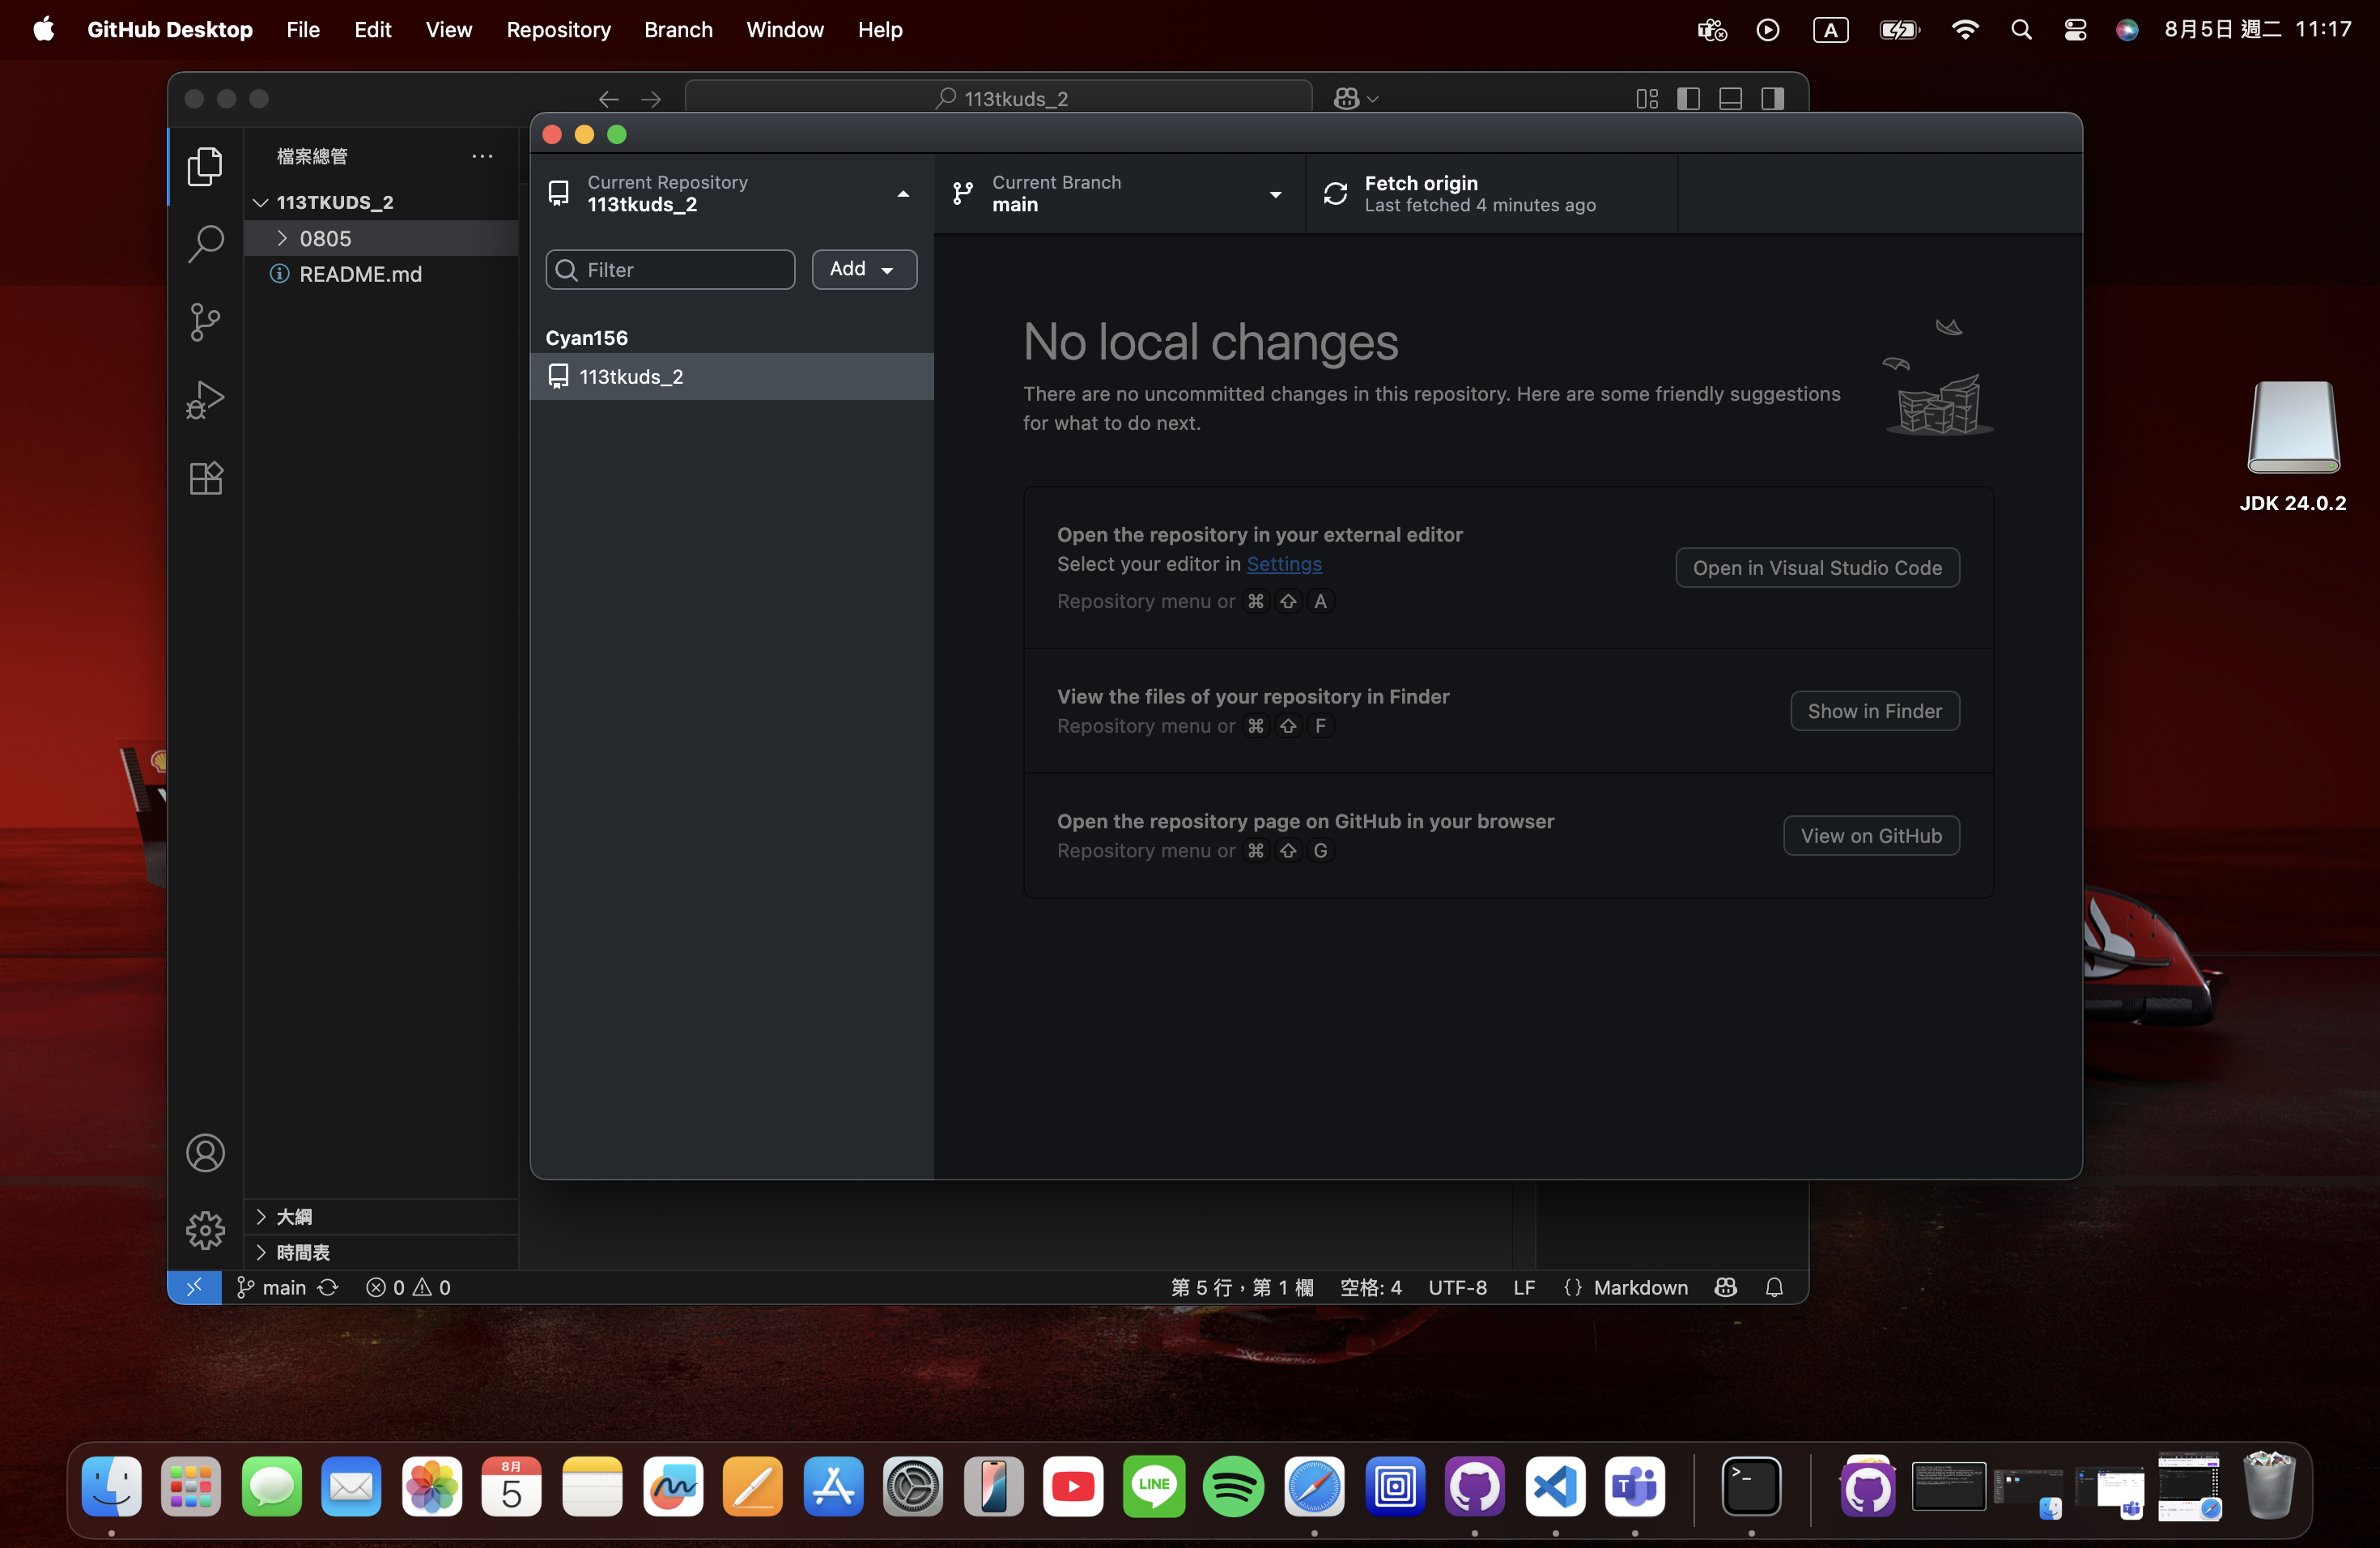 GitHub Desktop File Edit View Repository Branch Window Help
A 8月5日 週二 11:17
113tkuds_2
檔案總管
113TKUDS_2
0805
README.md
大綱
時間表
main 0 0
第 5 行，第 1 欄 空格: 4 UTF-8 LF {} Markdown
Current Repository
113tkuds_2
Current Branch
main
Fetch origin
Last fetched 4 minutes ago
Filter
Add
Cyan156
113tkuds_2
No local changes
There are no uncommitted changes in this repository. Here are some friendly suggestions
for what to do next.
Open the repository in your external editor
Select your editor in Settings
Repository menu or ⌘ ⇧ A
Open in Visual Studio Code
View the files of your repository in Finder
Repository menu or ⌘ ⇧ F
Show in Finder
Open the repository page on GitHub in your browser
Repository menu or ⌘ ⇧ G
View on GitHub
JDK 24.0.2
8月
5
LINE